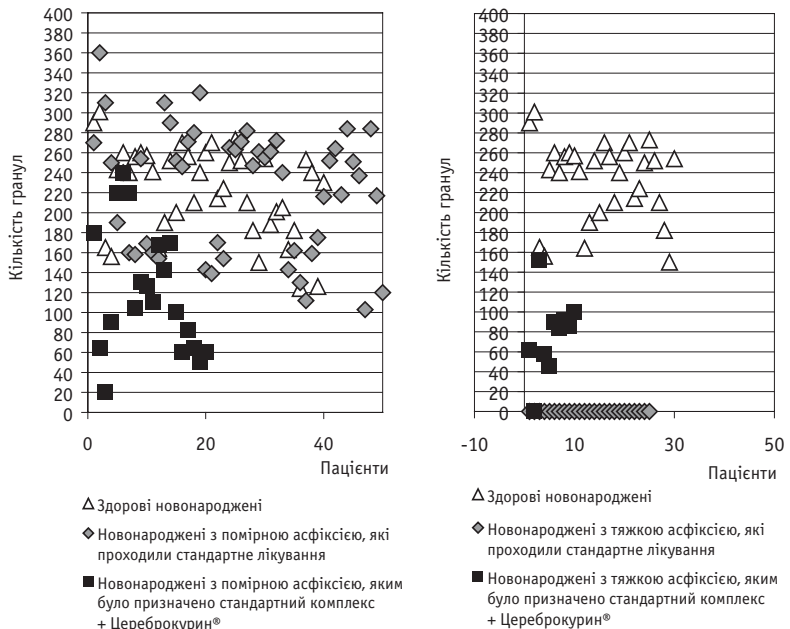 400
380
360
340
320
300
280
260
240
220
200
180
160
140
120
100
80
60
40
20
0
Кількість гранул
0 20 40
Пацієнти
Здорові новонароджені
Новонароджені з помірною асфіксією, які
проходили стандартне лікування
Новонароджені з помірною асфіксією, яким
було призначено стандартний комплекс
+ Цереброкурин®
400
380
360
340
320
300
280
260
240
220
200
180
160
140
120
100
80
60
40
20
0
Кількість гранул
-10 10 30 50
Пацієнти
Здорові новонароджені
Новонароджені з тяжкою асфіксією, які
проходили стандартне лікування
Новонароджені з тяжкою асфіксією, яким
було призначено стандартний комплекс
+ Цереброкурин®